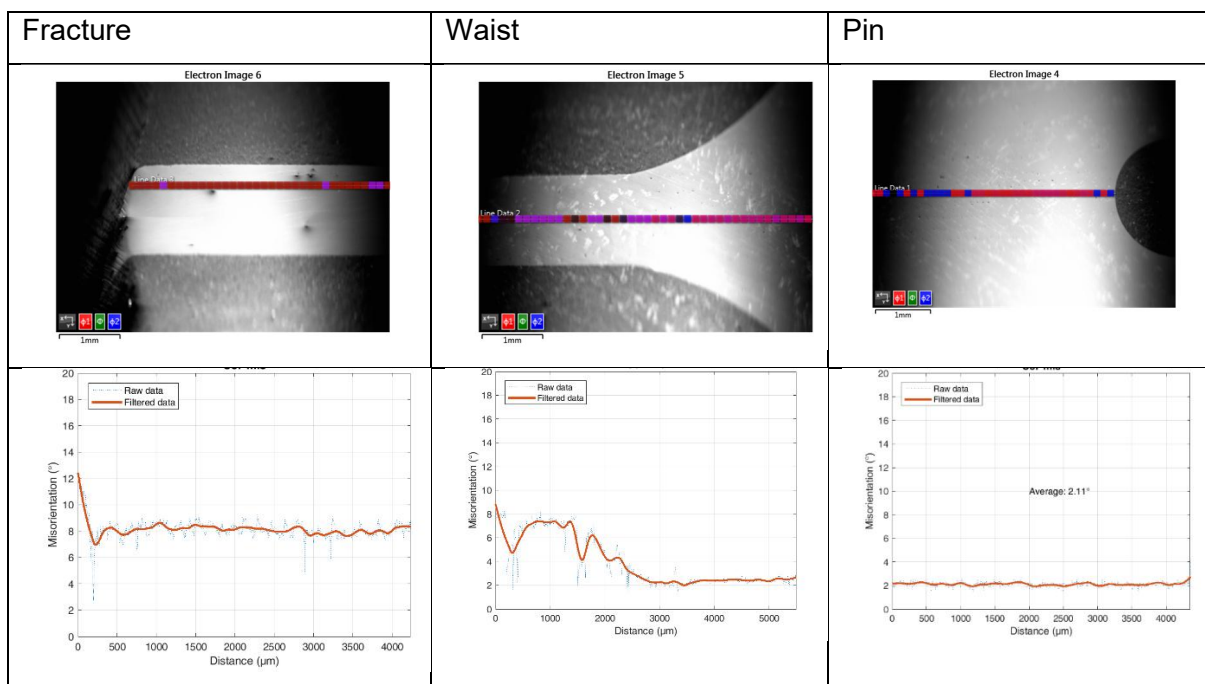 Fracture
Waist
Pin
Electron Image 6
Electron Image 5
Electron Image 4
Line Data 3
Line Data 2
Line Data 1
φ1 Φ φ2
1mm
φ1 Φ φ2
1mm
φ1 Φ φ2
1mm
20
18
16
14
12
10
8
6
4
2
0
Raw data
Filtered data
Misorientation (°)
0 500 1000 1500 2000 2500 3000 3500 4000
Distance (μm)
20
18
16
14
12
10
8
6
4
2
0
Raw data
Filtered data
Misorientation (°)
0 1000 2000 3000 4000 5000
Distance (μm)
20
18
16
14
12
10
8
6
4
2
0
Raw data
Filtered data
Average: 2.11°
Misorientation (°)
0 500 1000 1500 2000 2500 3000 3500 4000
Distance (μm)